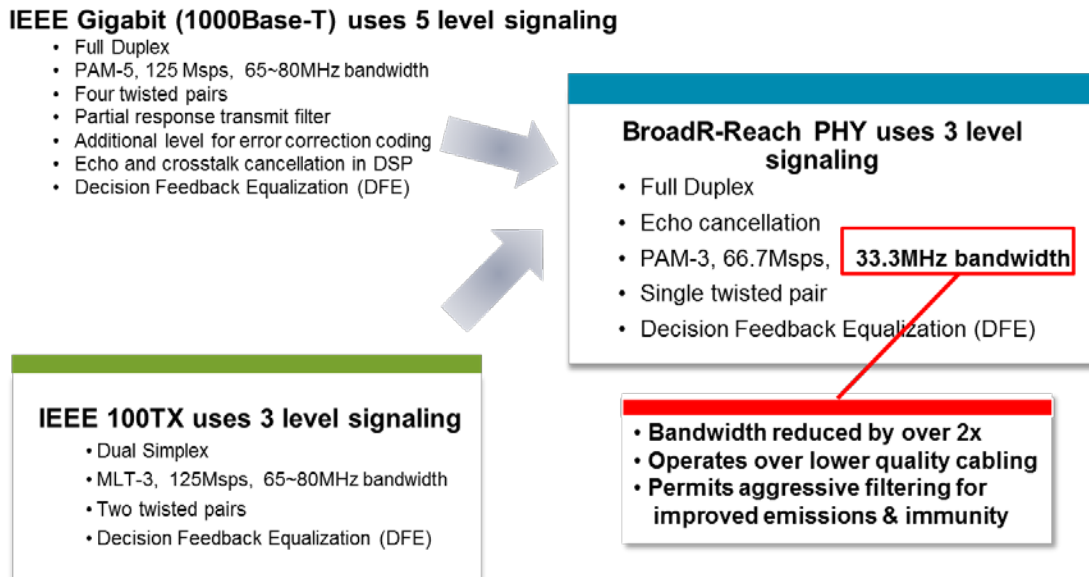 IEEE Gigabit (1000Base-T) uses 5 level signaling
• Full Duplex
• PAM-5, 125 Msps, 65~80MHz bandwidth
• Four twisted pairs
• Partial response transmit filter
• Additional level for error correction coding
• Echo and crosstalk cancellation in DSP
• Decision Feedback Equalization (DFE)
BroadR-Reach PHY uses 3 level
signaling
• Full Duplex
• Echo cancellation
• PAM-3, 66.7Msps, 33.3MHz bandwidth
• Single twisted pair
• Decision Feedback Equalization (DFE)
IEEE 100TX uses 3 level signaling
• Dual Simplex
• MLT-3, 125Msps, 65~80MHz bandwidth
• Two twisted pairs
• Decision Feedback Equalization (DFE)
• Bandwidth reduced by over 2x
• Operates over lower quality cabling
• Permits aggressive filtering for
improved emissions & immunity